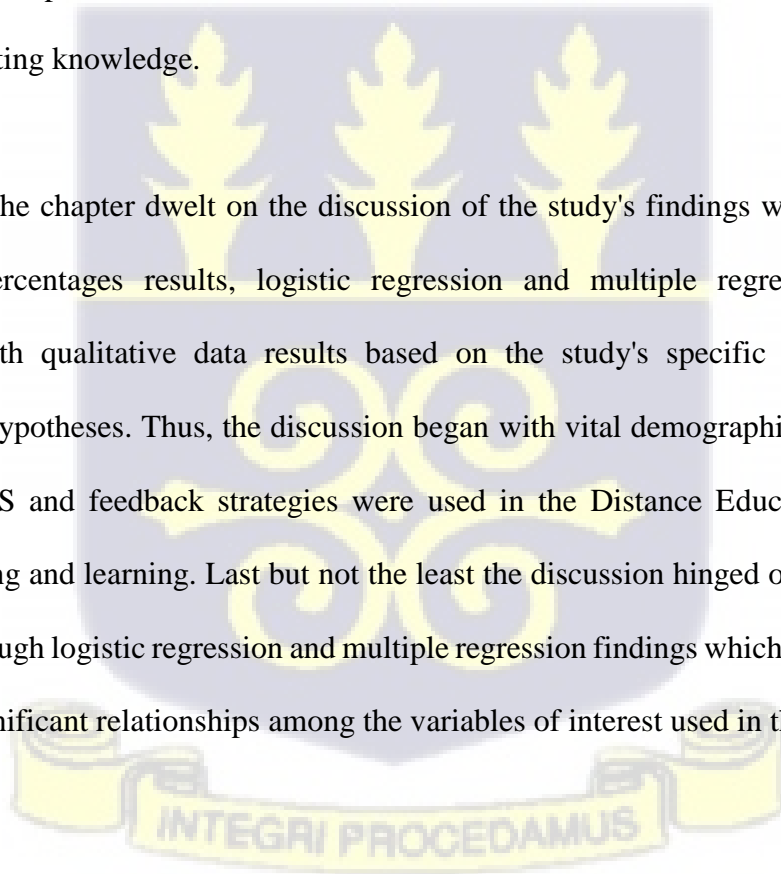 ting knowledge.
he chapter dwelt on the discussion of the study's findings w
ercentages results, logistic regression and multiple regre
th qualitative data results based on the study's specific
ypotheses. Thus, the discussion began with vital demographi
S and feedback strategies were used in the Distance Educ
ng and learning. Last but not the least the discussion hinged o
ugh logistic regression and multiple regression findings which
nificant relationships among the variables of interest used in t
INTEGRI PROCEDAMUS